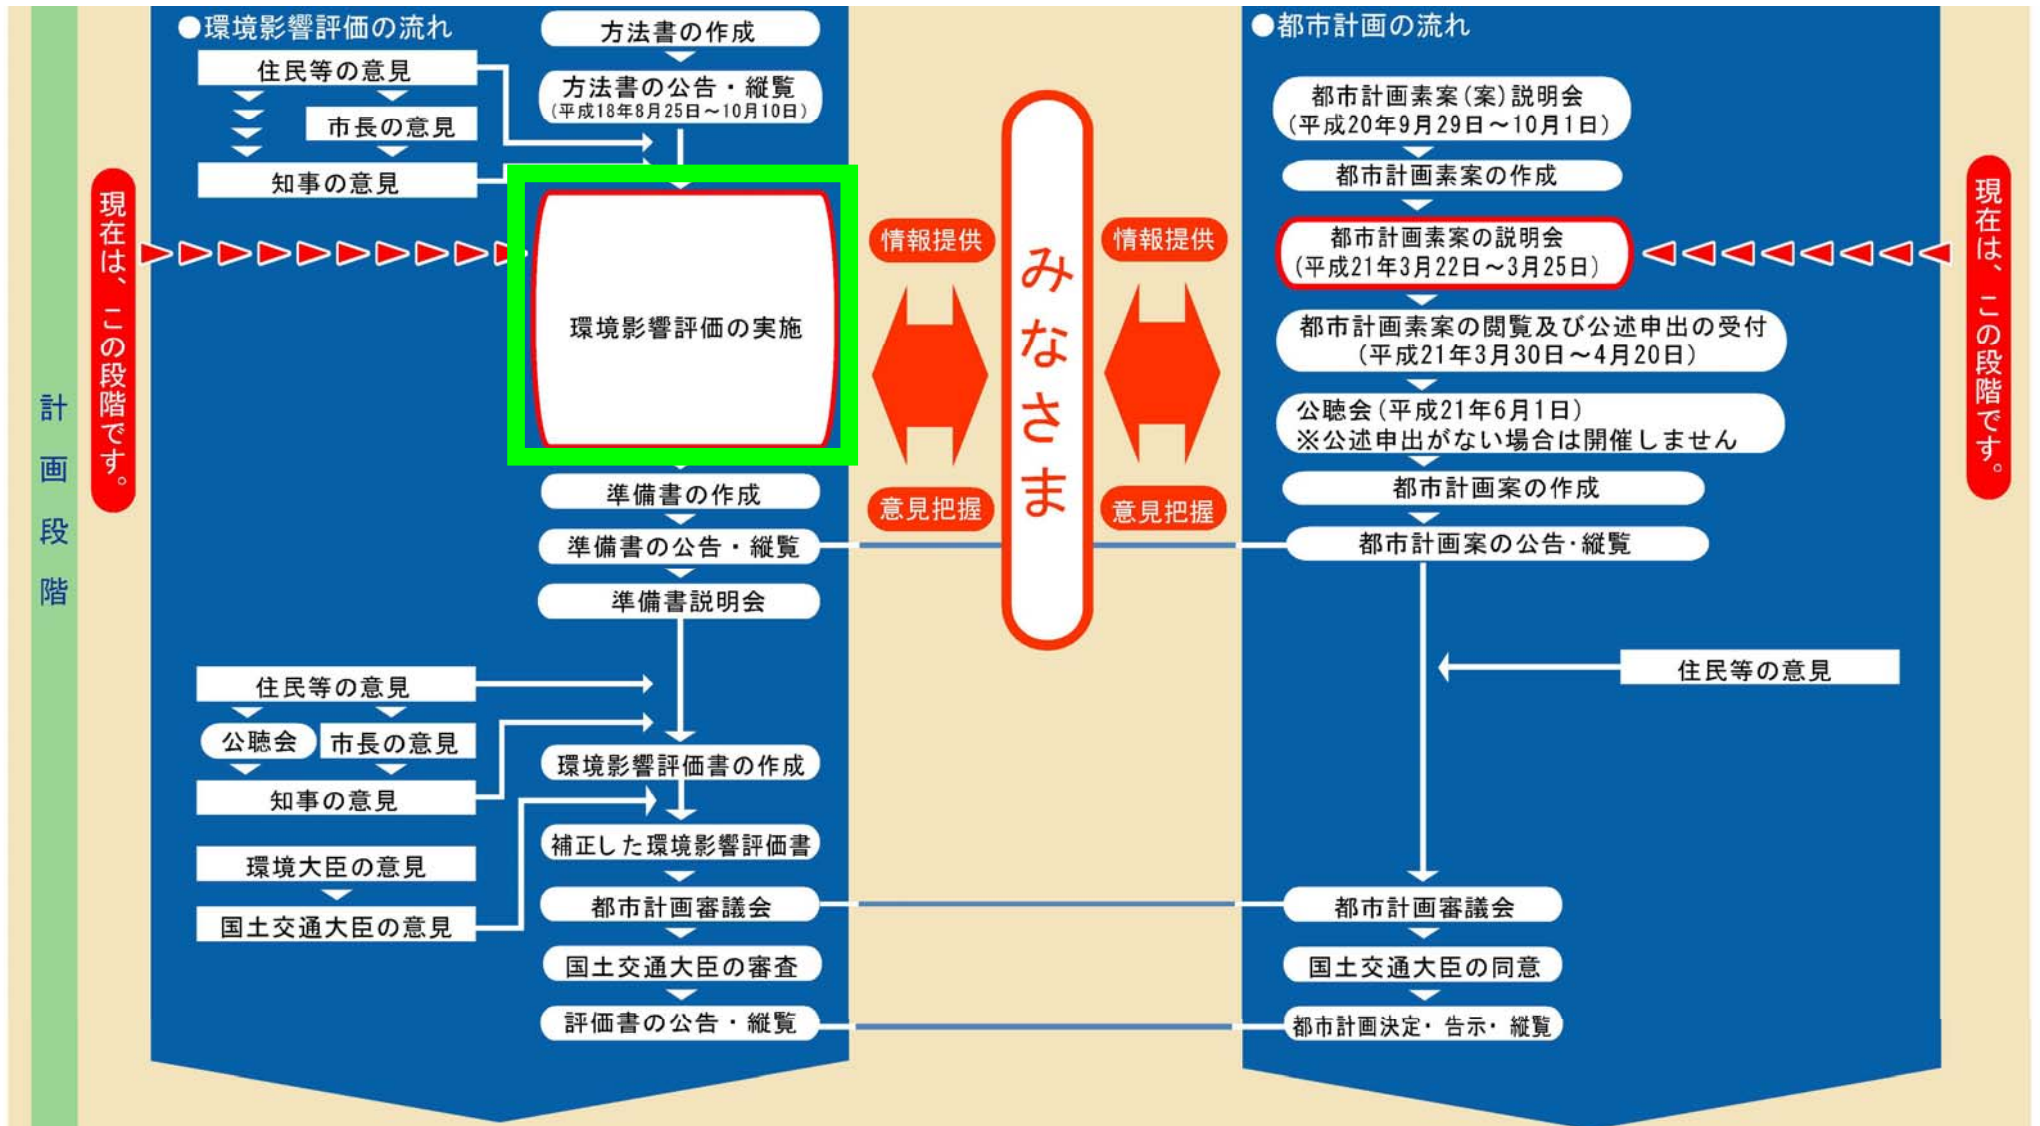 計画段階
現在は、この段階です。
●環境影響評価の流れ
方法書の作成
住民等の意見
方法書の公告・縦覧
(平成18年8月25日～10月10日)
市長の意見
知事の意見
環境影響評価の実施
準備書の作成
準備書の公告・縦覧
準備書説明会
住民等の意見
公聴会
市長の意見
知事の意見
環境影響評価書の作成
環境大臣の意見
国土交通大臣の意見
補正した環境影響評価書
都市計画審議会
国土交通大臣の審査
評価書の公告・縦覧
情報提供
意見把握
みなさま
情報提供
意見把握
●都市計画の流れ
都市計画素案(案)説明会
(平成20年9月29日～10月1日)
都市計画素案の作成
都市計画素案の説明会
(平成21年3月22日～3月25日)
都市計画素案の閲覧及び公述申出の受付
(平成21年3月30日～4月20日)
公聴会(平成21年6月1日)
※公述申出がない場合は開催しません
都市計画案の作成
都市計画案の公告・縦覧
住民等の意見
都市計画審議会
国土交通大臣の同意
都市計画決定・告示・縦覧
現在は、この段階です。